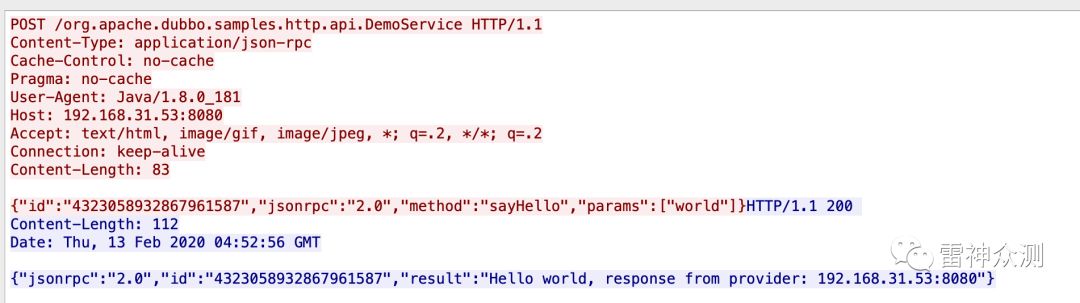 POST /org.apache.dubbo.samples.http.api.DemoService HTTP/1.1
Content-Type: application/json-rpc
Cache-Control: no-cache
Pragma: no-cache
User-Agent: Java/1.8.0_181
Host: 192.168.31.53:8080
Accept: text/html, image/gif, image/jpeg, *; q=.2, */*; q=.2
Connection: keep-alive
Content-Length: 83
{"id":"4323058932867961587","jsonrpc":"2.0","method":"sayHello","params":["world"]}HTTP/1.1 200
Content-Length: 112
Date: Thu, 13 Feb 2020 04:52:56 GMT
雷神众测
{"jsonrpc":"2.0","id":"4323058932867961587","result":"Hello world, response from provider: 192.168.31.53:8080"}